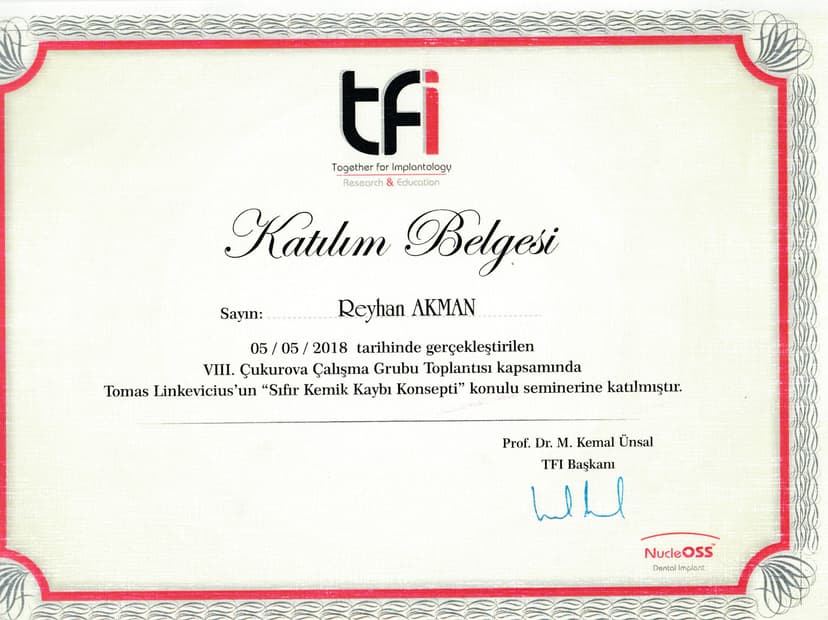 tfi
Together for Implantology
Research & Education
Katılım Belgesi
Sayın: Reyhan AKMAN
05 / 05 / 2018 tarihinde gerçekleştirilen
VIII. Çukurova Çalışma Grubu Toplantısı kapsamında
Tomas Linkevicius'un “Sıfır Kemik Kaybı Konsepti” konulu seminerine katılmıştır.
Prof. Dr. M. Kemal Ünsal
TFI Başkanı
NucleOSS™
Dental Implant